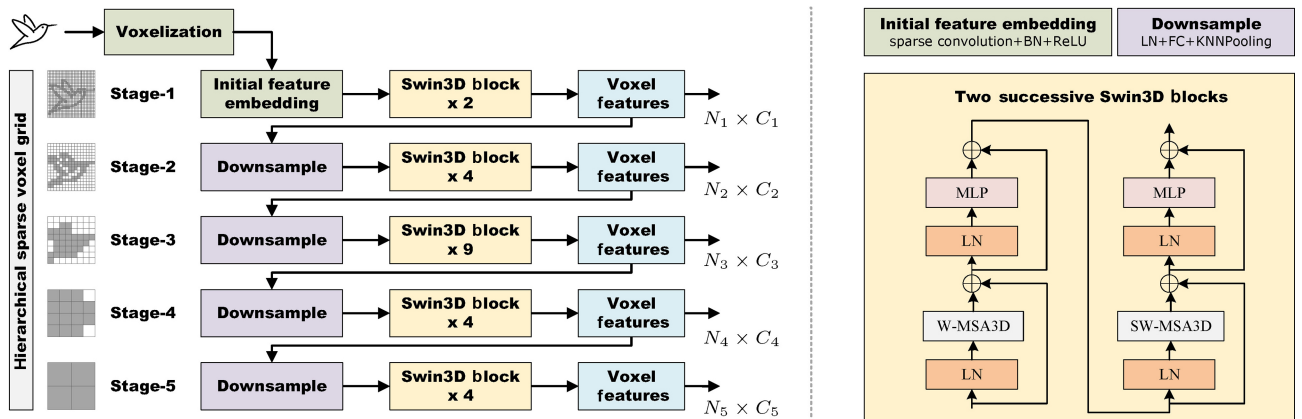 Voxelization
Hierarchical sparse voxel grid
Stage-1
Initial feature
embedding
Swin3D block
x 2
Voxel
features
N₁ × C₁
Stage-2
Downsample
Swin3D block
x 4
Voxel
features
N₂ × C₂
Stage-3
Downsample
Swin3D block
x 9
Voxel
features
N₃ × C₃
Stage-4
Downsample
Swin3D block
x 4
Voxel
features
N₄ × C₄
Stage-5
Downsample
Swin3D block
x 4
Voxel
features
N₅ × C₅
Initial feature embedding
sparse convolution+BN+ReLU
Downsample
LN+FC+KNNPooling
Two successive Swin3D blocks
MLP
LN
W-MSA3D
LN
MLP
LN
SW-MSA3D
LN